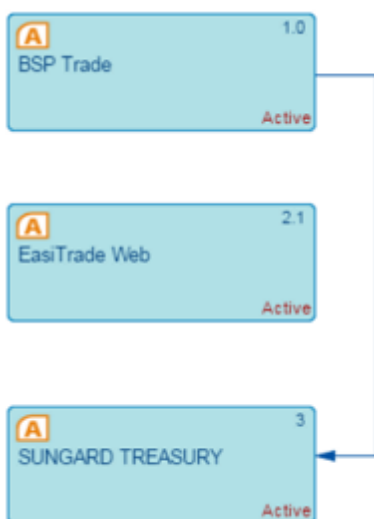 A
1.0
BSP Trade
Active
A
2.1
EasiTrade Web
Active
A
3
SUNGARD TREASURY
Active